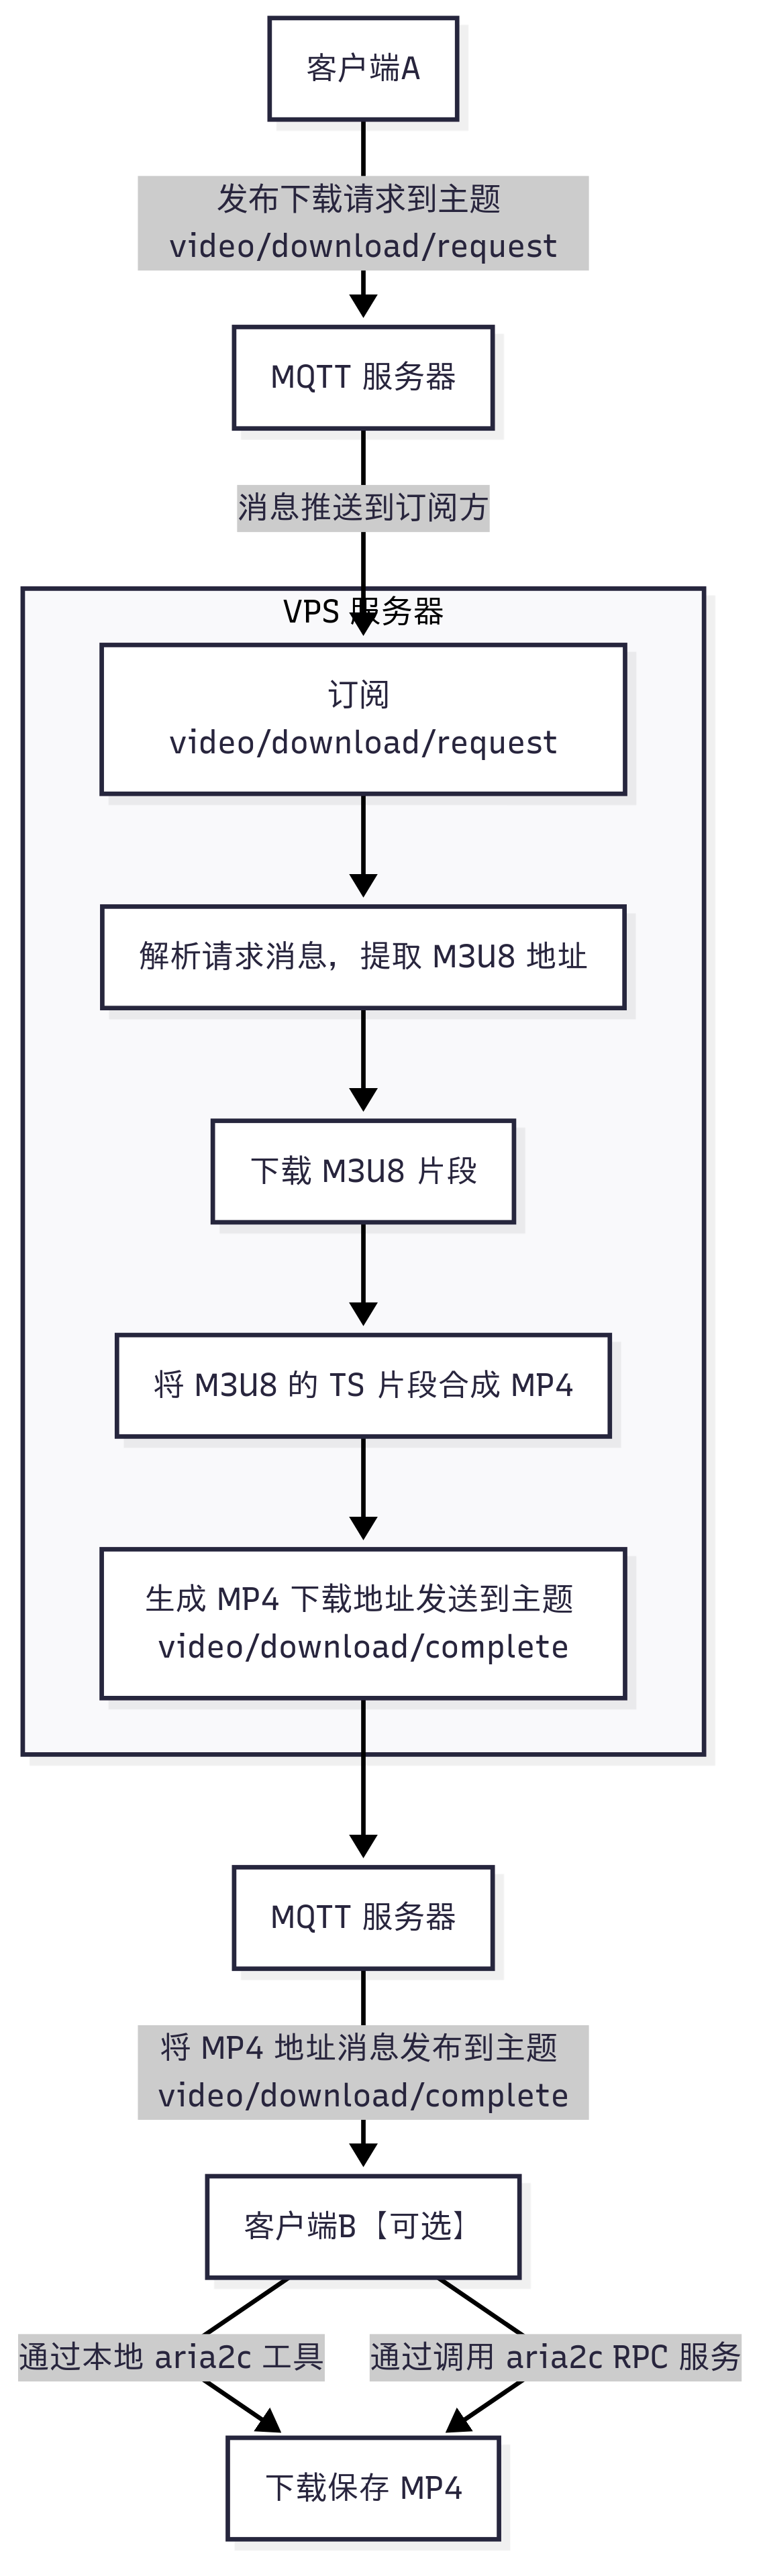 客户端A
发布下载请求到主题
video/download/request
MQTT 服务器
消息推送到订阅方
VPS 服务器
订阅
video/download/request
解析请求消息，提取 M3U8 地址
下载 M3U8 片段
将 M3U8 的 TS 片段合成 MP4
生成 MP4 下载地址发送到主题
video/download/complete
MQTT 服务器
将 MP4 地址消息发布到主题
video/download/complete
客户端B【可选】
通过本地 aria2c 工具
通过调用 aria2c RPC 服务
下载保存 MP4